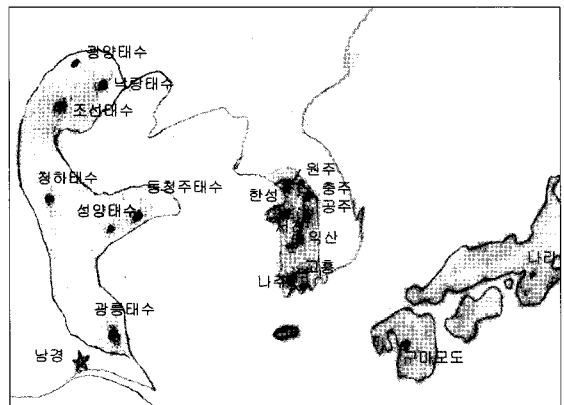 광양태수
낙랑태수
조선태수
청하태수
동청주태수
성양태수
광릉태수
낭경
원주
한성
충주
공주
익산
나주
나라
구마모도